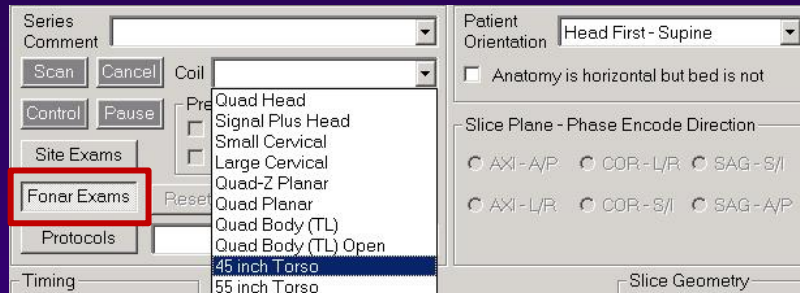 Series
Comment
Scan Cancel Coil
Control Pause Pre
Site Exams
Fonar Exams Reset
Protocols
Timing
Quad Head
Signal Plus Head
Small Cervical
Large Cervical
Quad-Z Planar
Quad Planar
Quad Body (TL)
Quad Body (TL) Open
45 inch Torso
55 inch Torso
Patient
Orientation Head First - Supine
Anatomy is horizontal but bed is not
Slice Plane - Phase Encode Direction
AXI - A/P COR - L/R SAG - S/I
AXI - L/R COR - S/I SAG - A/P
Slice Geometry